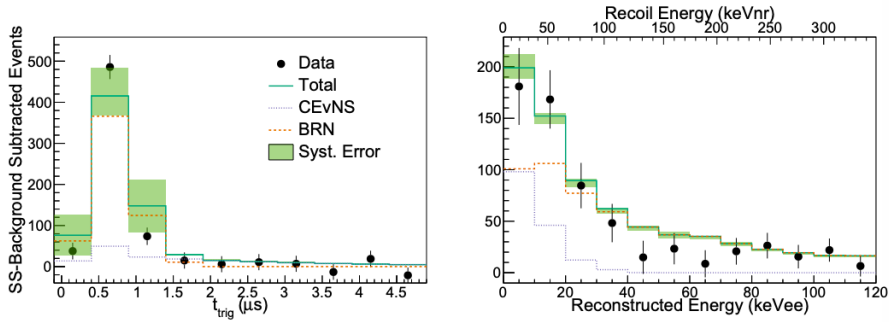 SS-Background Subtracted Events
500
400
300
200
100
0
0 0.5 1 1.5 2 2.5 3 3.5 4 4.5
t_trig (μs)
Data
Total
CEvNS
BRN
Syst. Error
Recoil Energy (keVnr)
0 50 100 150 200 250 300
200
150
100
50
0
0 20 40 60 80 100 120
Reconstructed Energy (keVee)